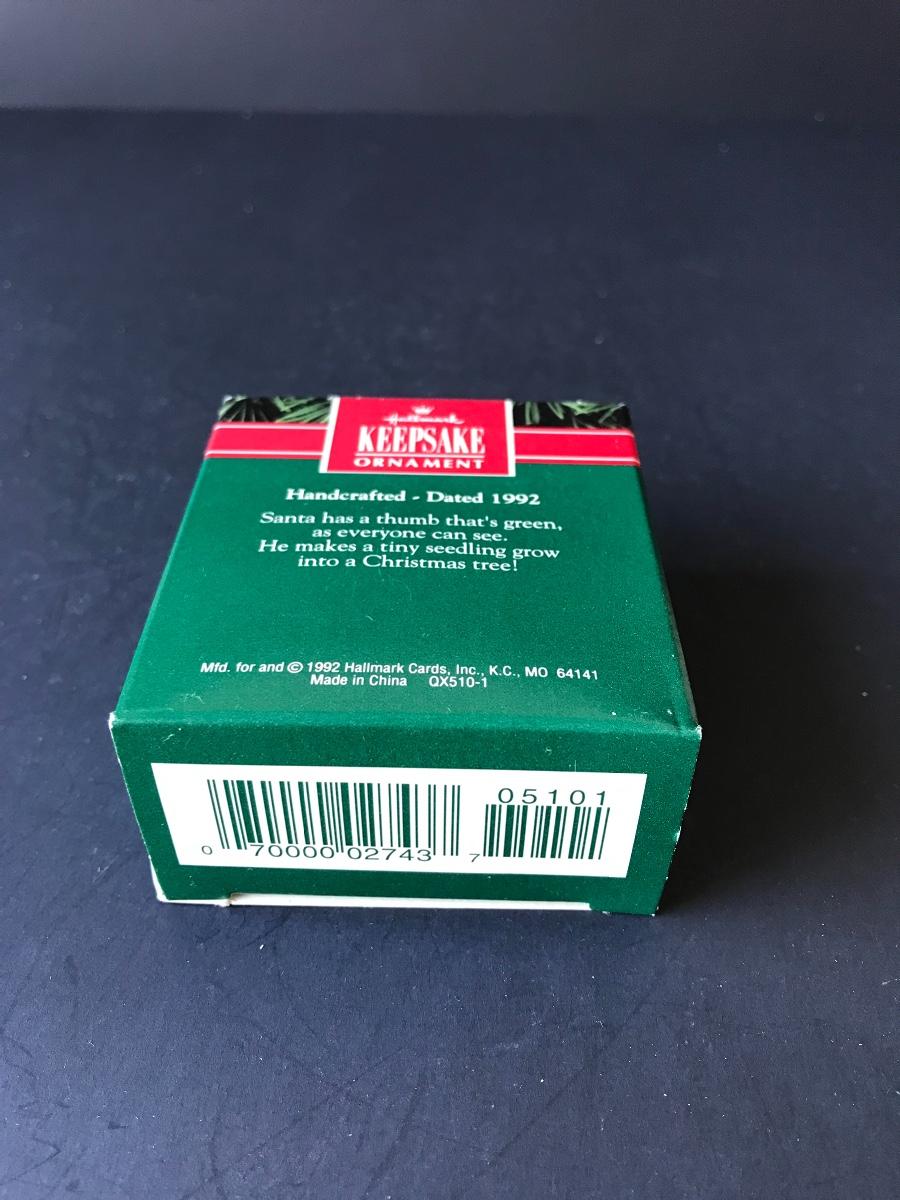 Hallmark
KEEPSAKE
ORNAMENT
Handcrafted - Dated 1992
Santa has a thumb that's green,
as everyone can see.
He makes a tiny seedling grow
into a Christmas tree!
Mfd. for and © 1992 Hallmark Cards, Inc., K.C., MO 64141
Made in China QX510-1
05101
0 70000 02743 7